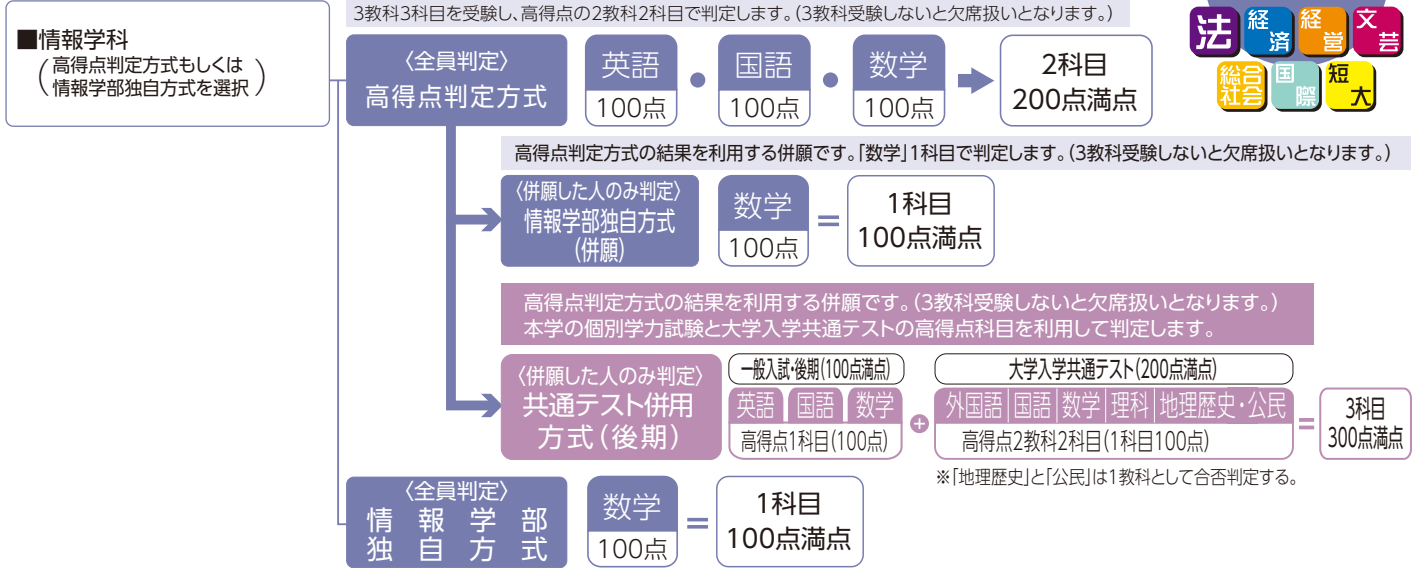 3教科3科目を受験し、高得点の2教科2科目で判定します。(3教科受験しないと欠席扱いとなります。)
■情報学科
(高得点判定方式もしくは
情報学部独自方式を選択)
〈全員判定〉
高得点判定方式
英語
100点
●
国語
100点
●
数学
100点
2科目
200点満点
法
経済
経営
文芸
総合社会
国際
短大
高得点判定方式の結果を利用する併願です。「数学」1科目で判定します。(3教科受験しないと欠席扱いとなります。)
〈併願した人のみ判定〉
情報学部独自方式
(併願)
数学
100点
=
1科目
100点満点
高得点判定方式の結果を利用する併願です。(3教科受験しないと欠席扱いとなります。)
本学の個別学力試験と大学入学共通テストの高得点科目を利用して判定します。
〈併願した人のみ判定〉
共通テスト併用
方式(後期)
一般入試・後期(100点満点)
英語 国語 数学
高得点1科目(100点)
+
大学入学共通テスト(200点満点)
外国語 国語 数学 理科 地理歴史・公民
高得点2教科2科目(1科目100点)
=
3科目
300点満点
※「地理歴史」と「公民」は1教科として合否判定する。
〈全員判定〉
情報学部
独自方式
数学
100点
=
1科目
100点満点